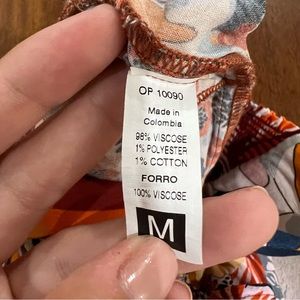 OP 10090
Made in
Colombia
98% VISCOSE
1% POLYESTER
1% COTTON
FORRO
100% VISCOSE
M